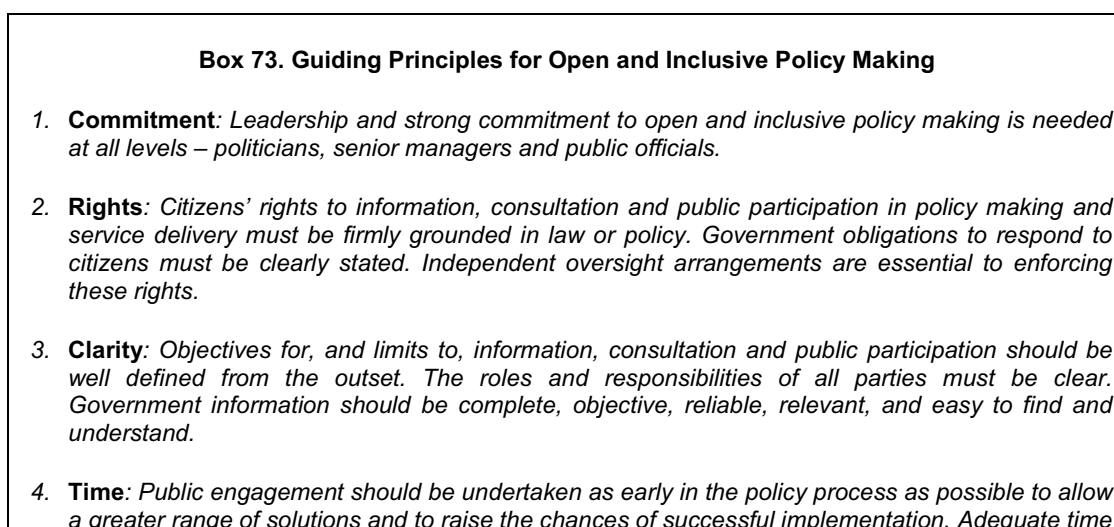 Box 73. Guiding Principles for Open and Inclusive Policy Making
1. Commitment: Leadership and strong commitment to open and inclusive policy making is needed
at all levels – politicians, senior managers and public officials.
2. Rights: Citizens’ rights to information, consultation and public participation in policy making and
service delivery must be firmly grounded in law or policy. Government obligations to respond to
citizens must be clearly stated. Independent oversight arrangements are essential to enforcing
these rights.
3. Clarity: Objectives for, and limits to, information, consultation and public participation should be
well defined from the outset. The roles and responsibilities of all parties must be clear.
Government information should be complete, objective, reliable, relevant, and easy to find and
understand.
4. Time: Public engagement should be undertaken as early in the policy process as possible to allow
a greater range of solutions and to raise the chances of successful implementation. Adequate time